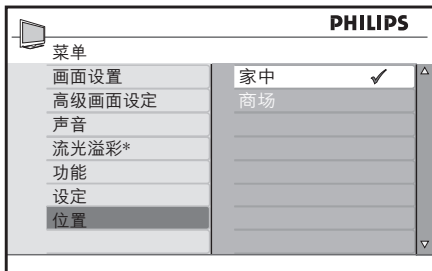 PHILIPS
菜单
画面设置
高级画面设定
声音
流光溢彩*
功能
设定
位置
家中 ✓
商场